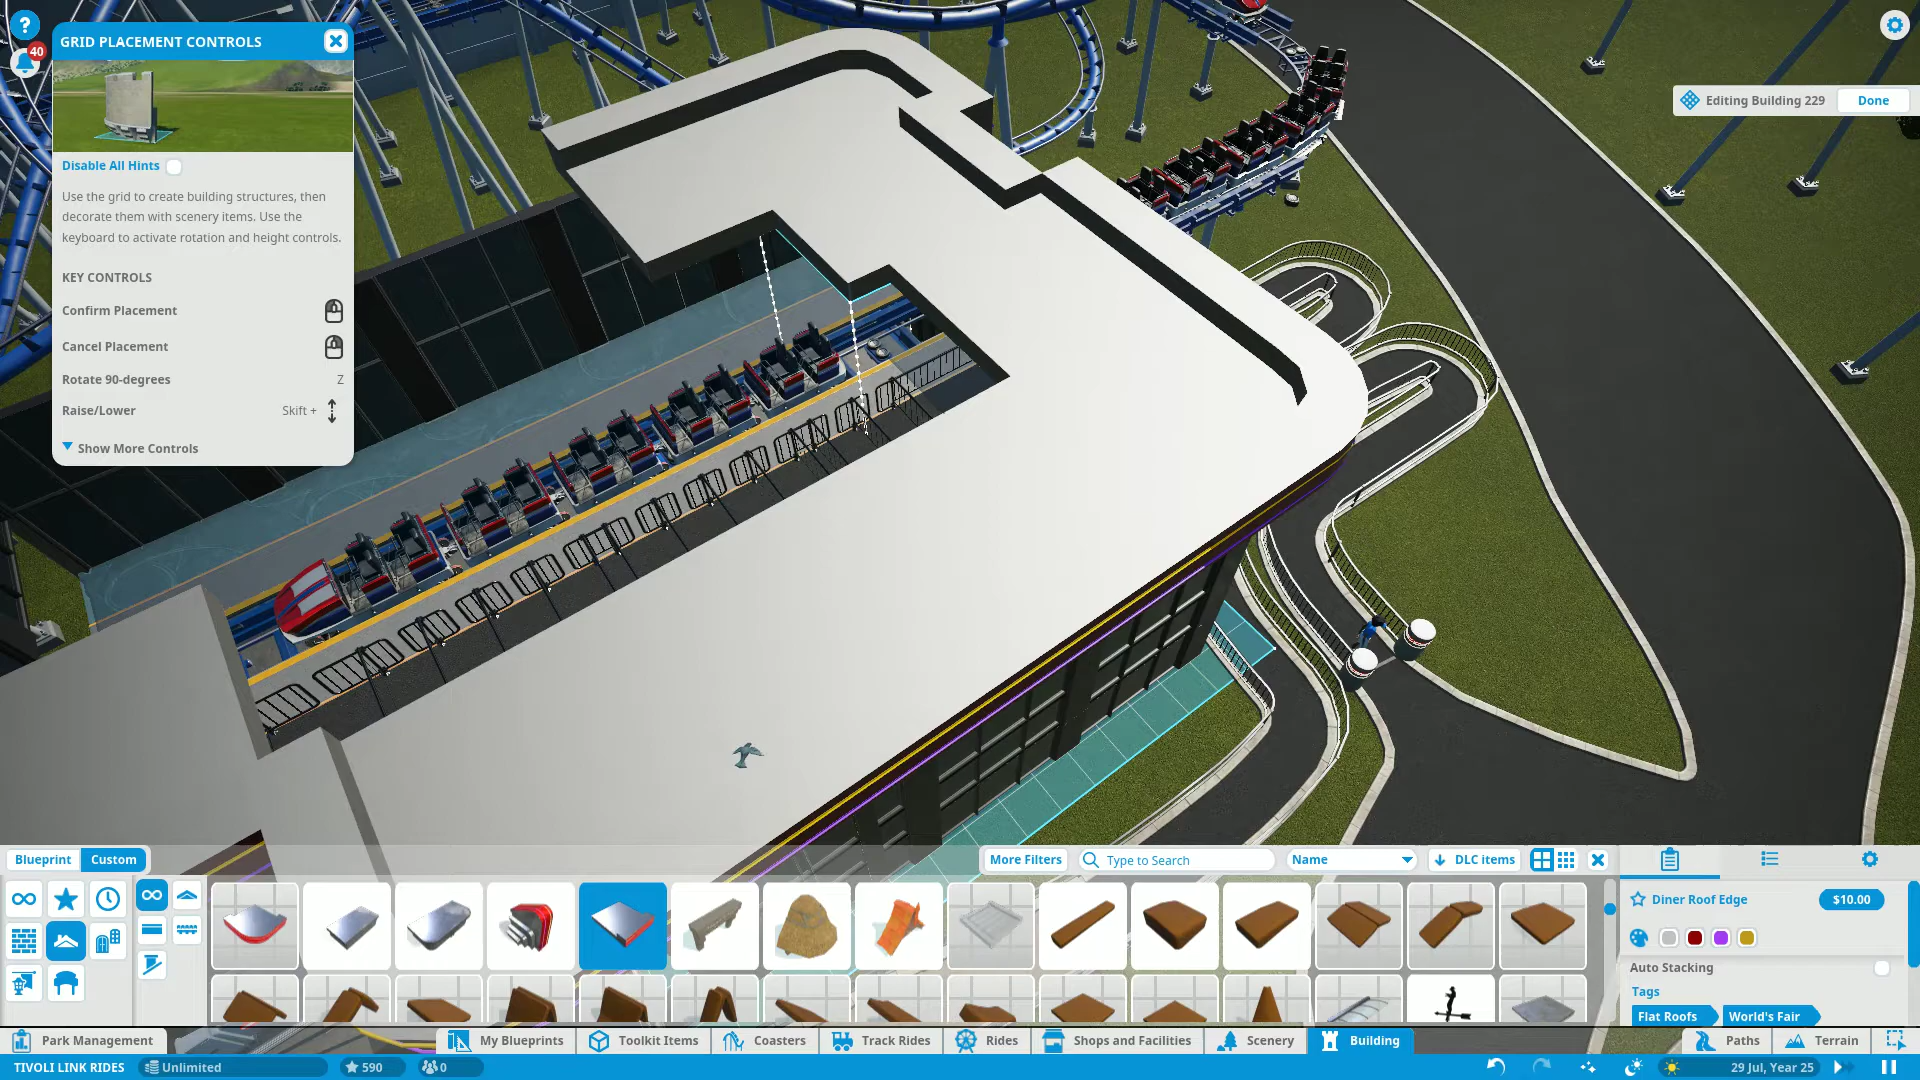 ?
40
GRID PLACEMENT CONTROLS
Disable All Hints
Use the grid to create building structures, then
decorate them with scenery items. Use the
keyboard to activate rotation and height controls.
KEY CONTROLS
Confirm Placement
Cancel Placement
Rotate 90-degrees Z
Raise/Lower Skift +
Show More Controls
Editing Building 229 Done
Blueprint Custom
More Filters Type to Search Name DLC items
Diner Roof Edge $10.00
Auto Stacking
Tags
Flat Roofs World's Fair
Park Management My Blueprints Toolkit Items Coasters Track Rides Rides Shops and Facilities Scenery Building Paths Terrain
TIVOLI LINK RIDES Unlimited 590 0 29 Jul, Year 25